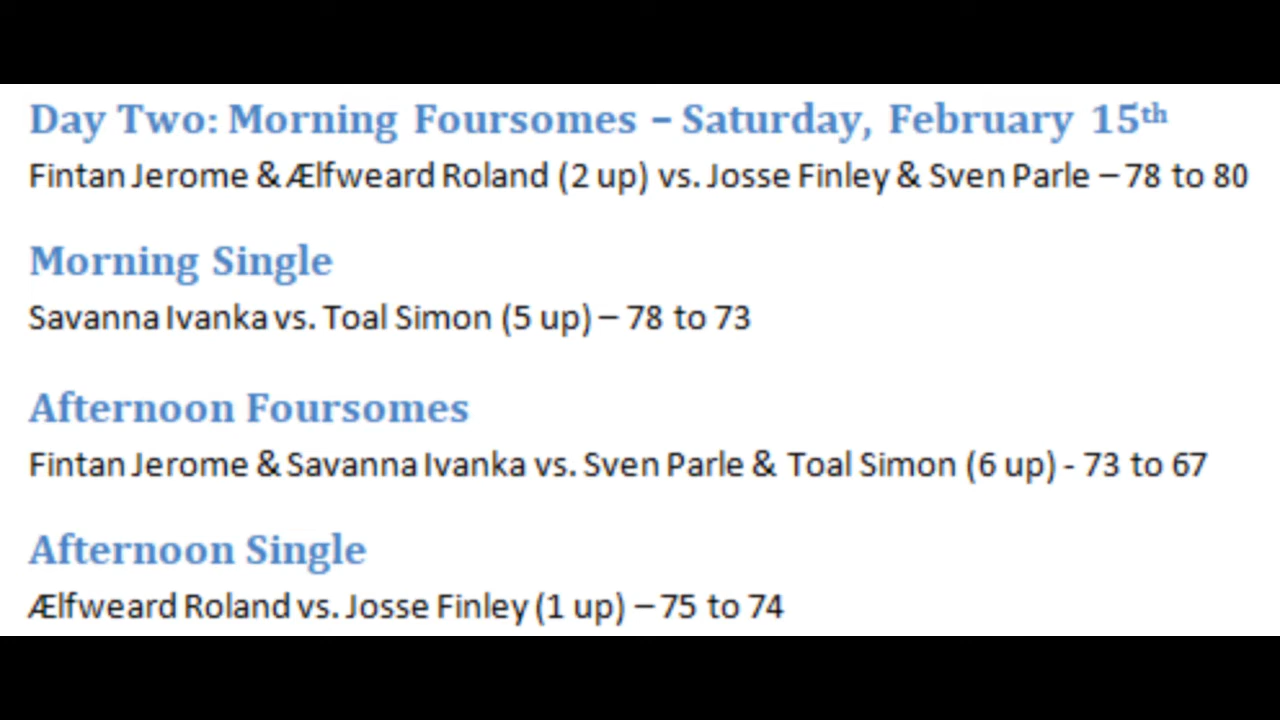 Day Two: Morning Foursomes – Saturday, February 15th
Fintan Jerome & Ælfweard Roland (2 up) vs. Josse Finley & Sven Parle – 78 to 80
Morning Single
Savanna Ivanka vs. Toal Simon (5 up) – 78 to 73
Afternoon Foursomes
Fintan Jerome & Savanna Ivanka vs. Sven Parle & Toal Simon (6 up) - 73 to 67
Afternoon Single
Ælfweard Roland vs. Josse Finley (1 up) – 75 to 74